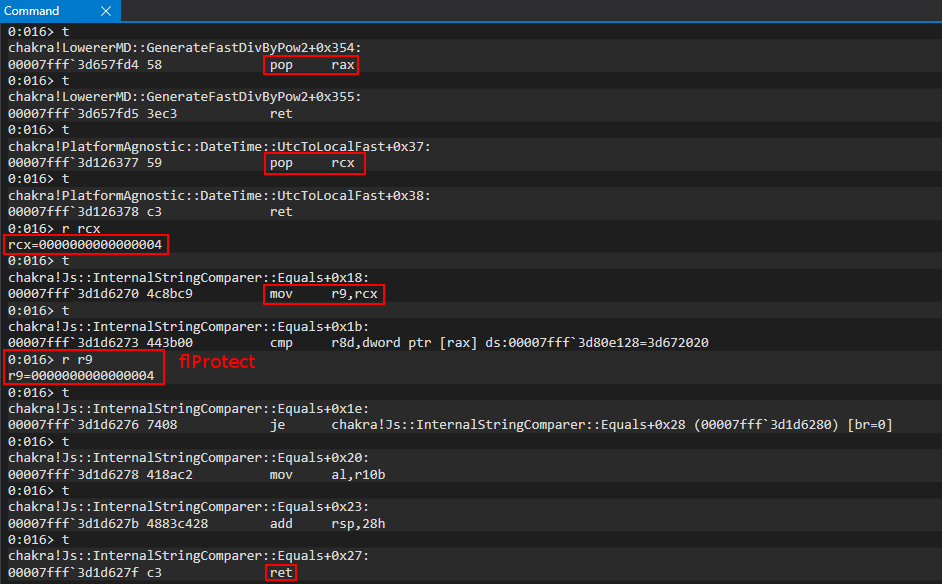 Command
0:016> t
chakra!LowererMD::GenerateFastDivByPow2+0x354:
00007fff`3d657fd4 58 pop rax
0:016> t
chakra!LowererMD::GenerateFastDivByPow2+0x355:
00007fff`3d657fd5 3ec3 ret
0:016> t
chakra!PlatformAgnostic::DateTime::UtcToLocalFast+0x37:
00007fff`3d126377 59 pop rcx
0:016> t
chakra!PlatformAgnostic::DateTime::UtcToLocalFast+0x38:
00007fff`3d126378 c3 ret
0:016> r rcx
rcx=0000000000000004
0:016> t
chakra!Js::InternalStringComparer::Equals+0x18:
00007fff`3d1d6270 4c8bc9 mov r9,rcx
0:016> t
chakra!Js::InternalStringComparer::Equals+0x1b:
00007fff`3d1d6273 443b00 cmp r8d,dword ptr [rax] ds:00007fff`3d80e128=3d672020
0:016> r r9 flProtect
r9=0000000000000004
0:016> t
chakra!Js::InternalStringComparer::Equals+0x1e:
00007fff`3d1d6276 7408 je chakra!Js::InternalStringComparer::Equals+0x28 (00007fff`3d1d6280) [br=0]
0:016> t
chakra!Js::InternalStringComparer::Equals+0x20:
00007fff`3d1d6278 418ac2 mov al,r10b
0:016> t
chakra!Js::InternalStringComparer::Equals+0x23:
00007fff`3d1d627b 4883c428 add rsp,28h
0:016> t
chakra!Js::InternalStringComparer::Equals+0x27:
00007fff`3d1d627f c3 ret